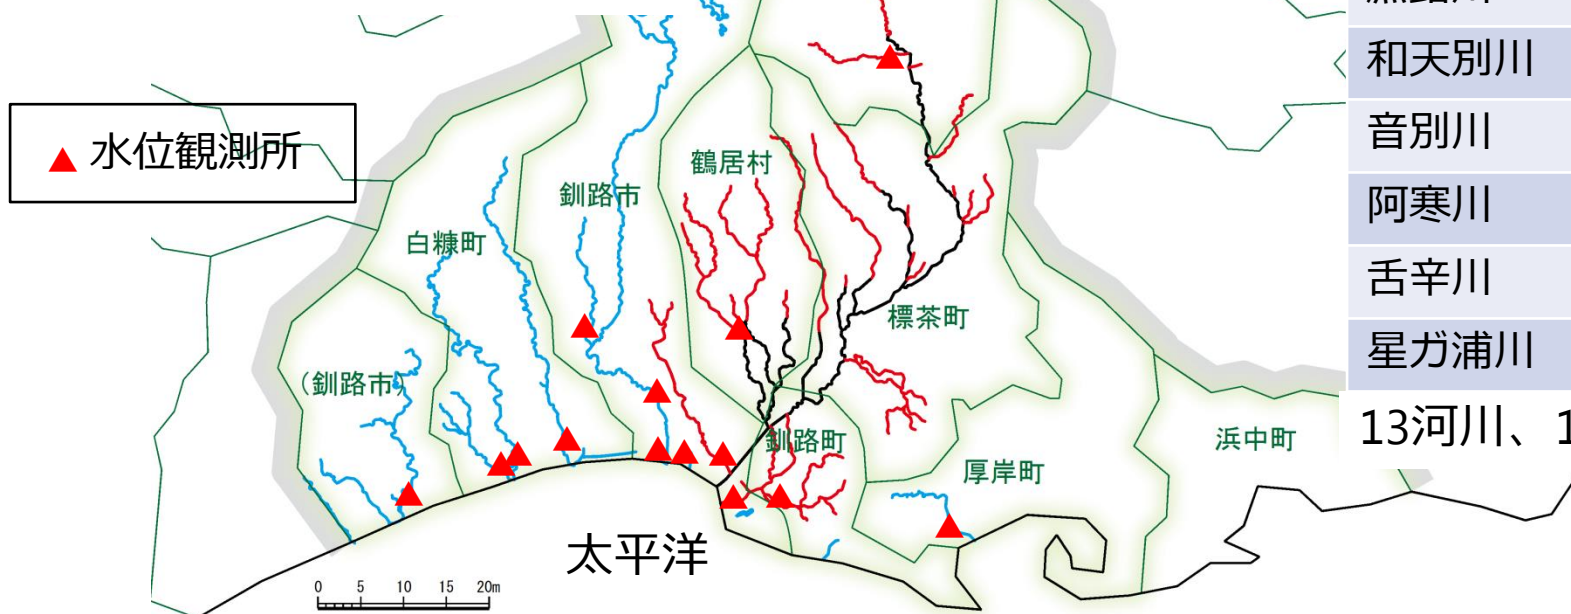 和天別川
水位観測所
音別川
鶴居村
釧路市
阿寒川
白糠町
舌辛川
標茶町
星ガ浦川
(釧路市)
13河川、1
釧路町
浜中町
厚岸町
太平洋
0 5 10 15 20m